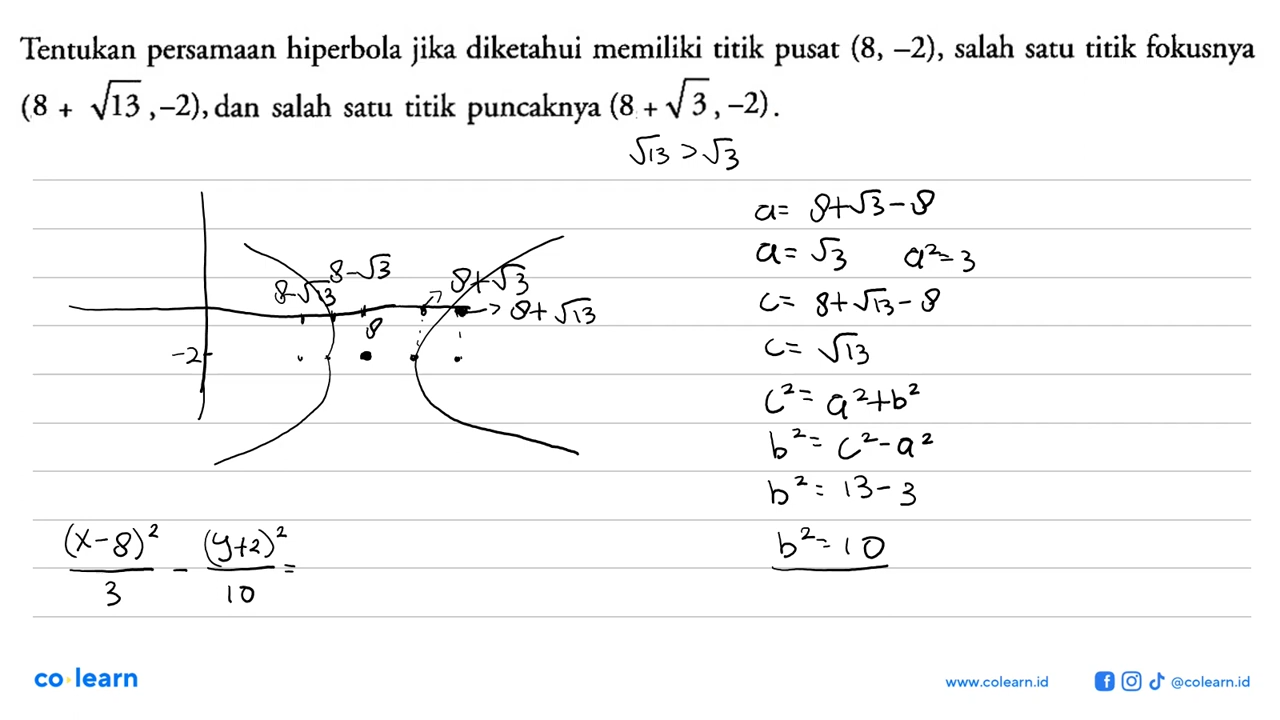 Tentukan persamaan hiperbola jika diketahui memiliki titik pusat (8, –2), salah satu titik fokusnya
(8 + √13 ,–2), dan salah satu titik puncaknya (8 + √3 , –2).
√13 > √3
a = 8+√3 – 8
a = √3 a² = 3
c = 8+√13 – 8
c = √13
c² = a²+b²
b² = c² – a²
b² = 13 – 3
b² = 10
8-√3
8-√13
8+√3
8+√13
8
-2
(x-8)²/3 - (y+2)²/10 =
co learn
www.colearn.id
@colearn.id